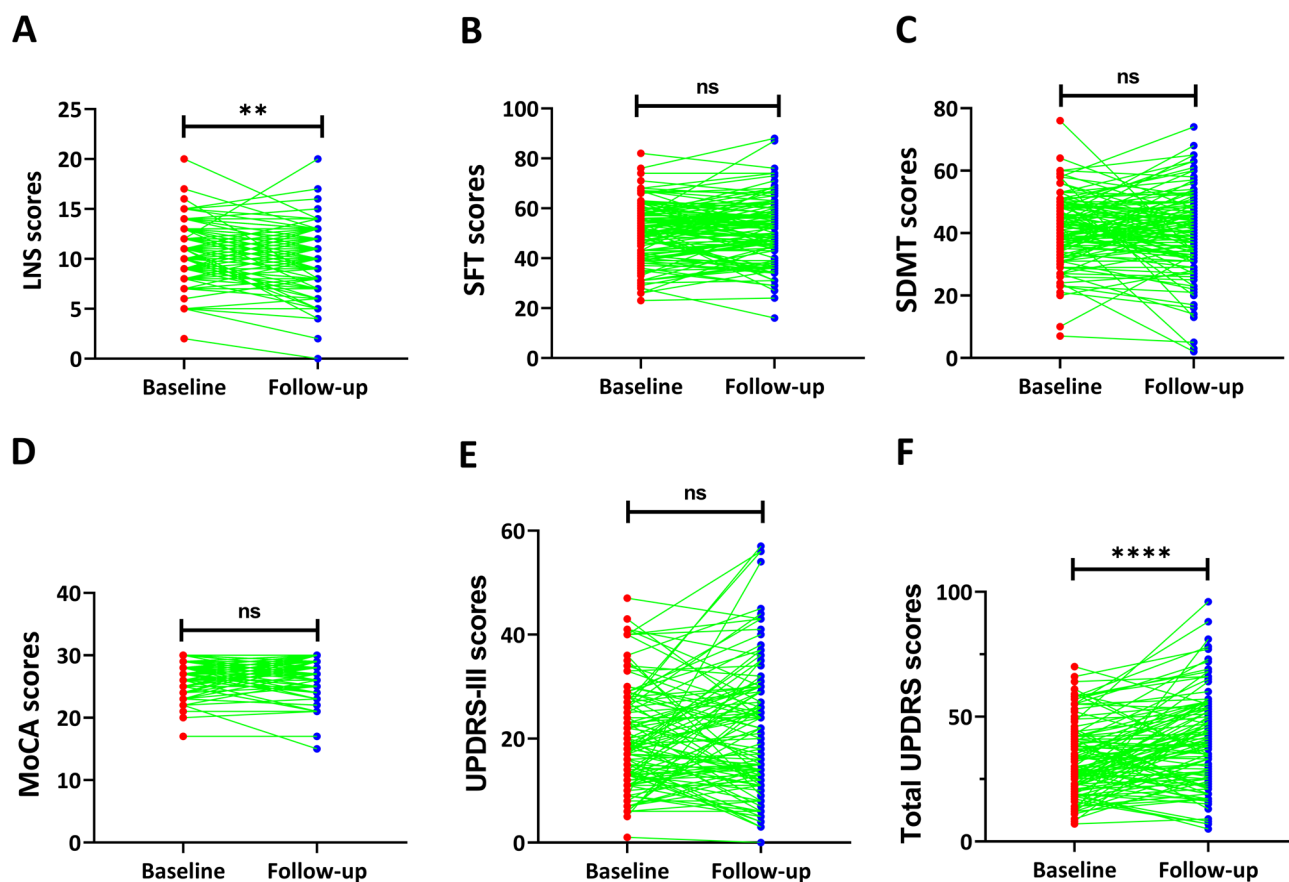 A
B
C
LNS scores
25
20
15
10
5
0
**
Baseline Follow-up
SFT scores
100
80
60
40
20
0
ns
Baseline Follow-up
SDMT scores
80
60
40
20
0
ns
Baseline Follow-up
D
E
F
MoCA scores
40
30
20
10
0
ns
Baseline Follow-up
UPDRS-III scores
60
40
20
0
ns
Baseline Follow-up
Total UPDRS scores
100
50
0
****
Baseline Follow-up